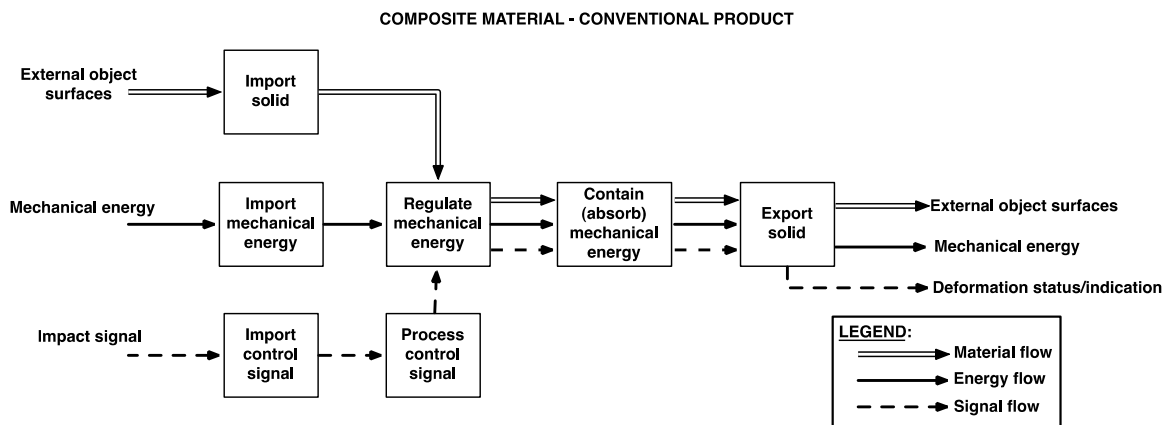 COMPOSITE MATERIAL - CONVENTIONAL PRODUCT
External object
surfaces
Import
solid
Mechanical energy
Import
mechanical
energy
Regulate
mechanical
energy
Contain
(absorb)
mechanical
energy
Export
solid
External object surfaces
Mechanical energy
Deformation status/indication
Impact signal
Import
control
signal
Process
control
signal
LEGEND:
Material flow
Energy flow
Signal flow